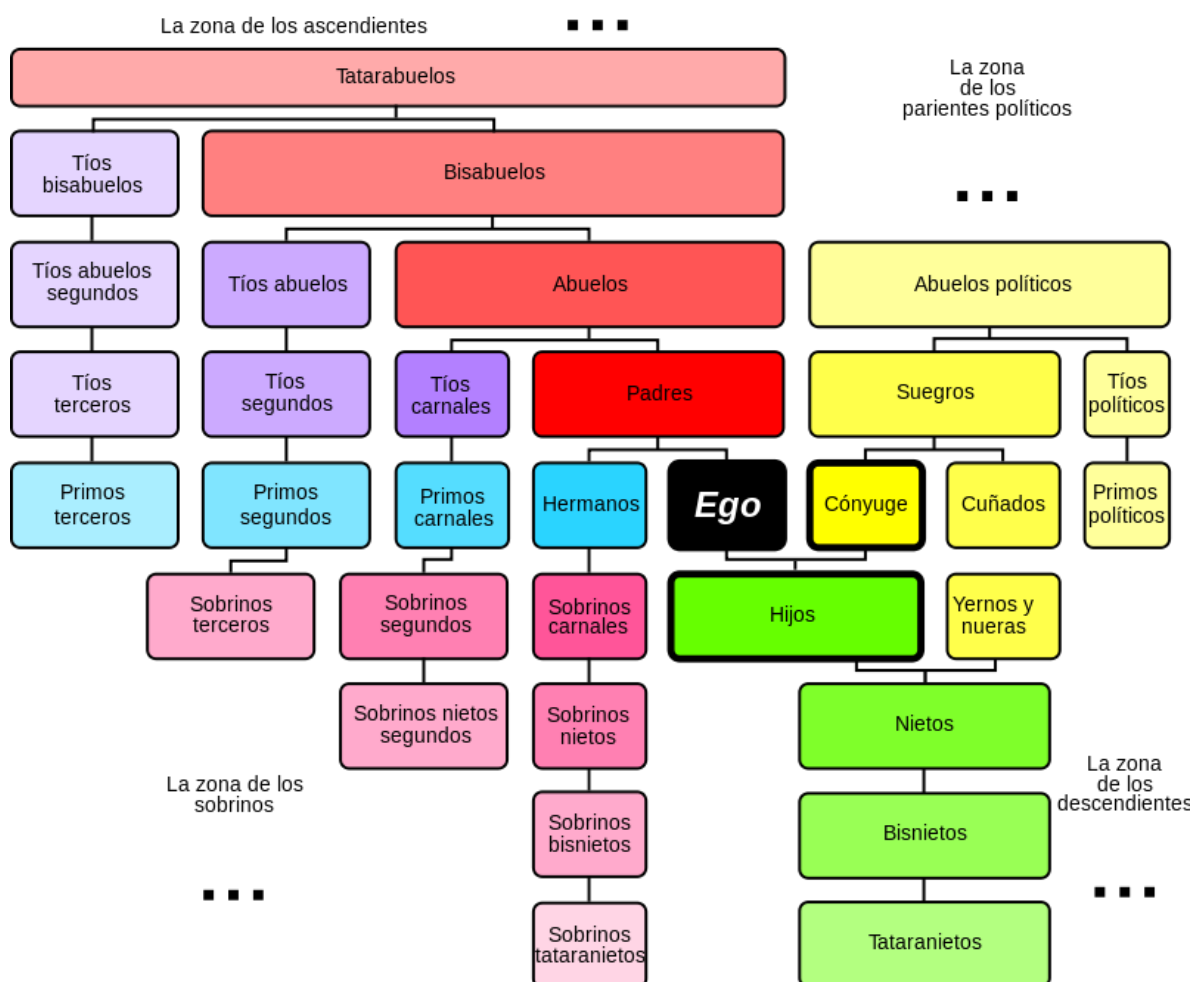 La zona de los ascendientes
Tatarabuelos
La zona
de los
parientes políticos
Tíos
bisabuelos
Bisabuelos
Tíos abuelos
segundos
Tíos abuelos
Abuelos
Abuelos políticos
Tíos
terceros
Tíos
segundos
Tíos
carnales
Padres
Suegros
Tíos
políticos
Primos
terceros
Primos
segundos
Primos
carnales
Hermanos
Ego
Cónyuge
Cuñados
Primos
políticos
Sobrinos
terceros
Sobrinos
segundos
Sobrinos
carnales
Hijos
Yernos y
nueras
Sobrinos nietos
segundos
Sobrinos
nietos
Nietos
La zona de los
sobrinos
La zona
de los
descendientes
Sobrinos
bisnietos
Bisnietos
Sobrinos
tataranietos
Tataranietos